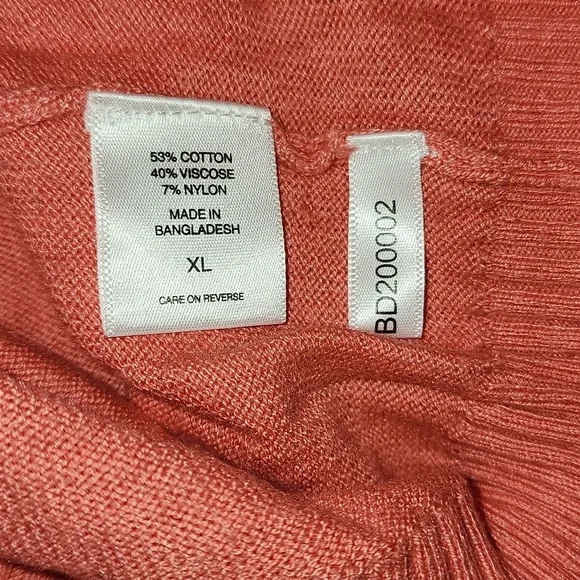 53% COTTON
40% VISCOSE
7% NYLON
MADE IN
BANGLADESH
XL
CARE ON REVERSE
BD200002